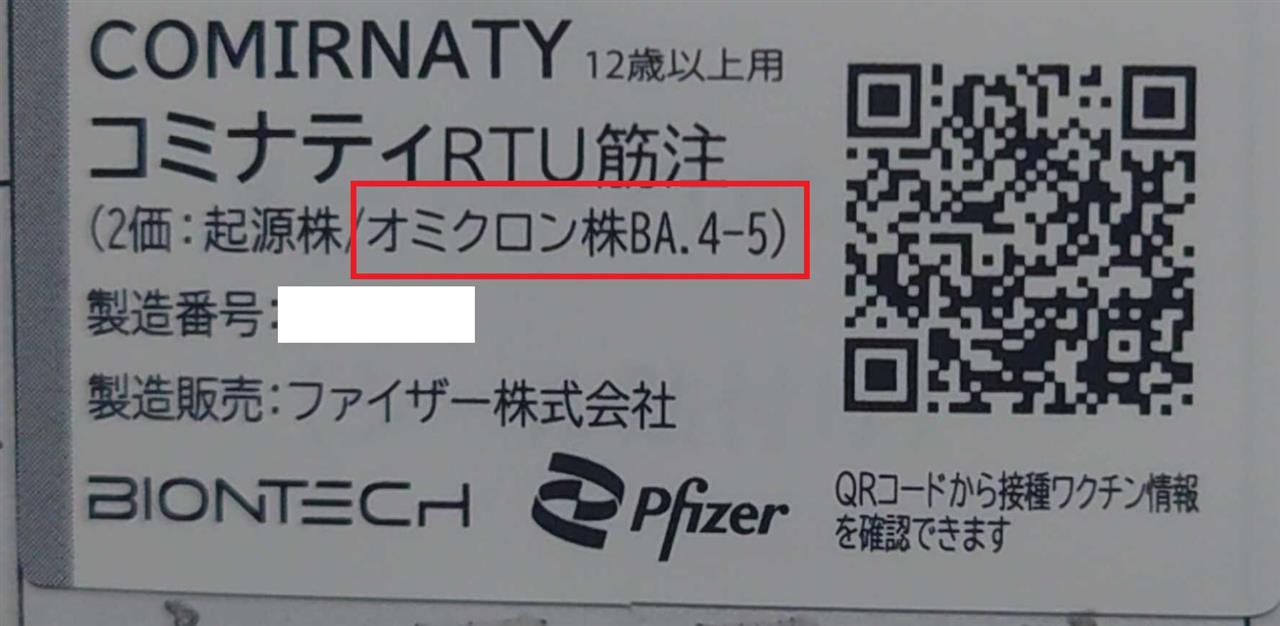 COMIRNATY 12歳以上用
コミナティRTU筋注
(2価：起源株/オミクロン株BA.4-5)
製造番号：
製造販売：ファイザー株式会社
BIONTECH Pfizer
QRコードから接種ワクチン情報
を確認できます